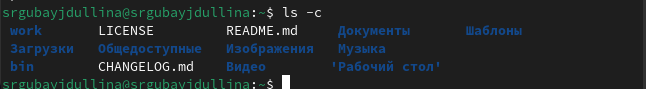 srgubayjdullina@srgubayjdullina:~$ ls -c
work LICENSE README.md Документы Шаблоны
Загрузки Общедоступные Изображения Музыка
bin CHANGELOG.md Видео 'Рабочий стол'
srgubayjdullina@srgubayjdullina:~$